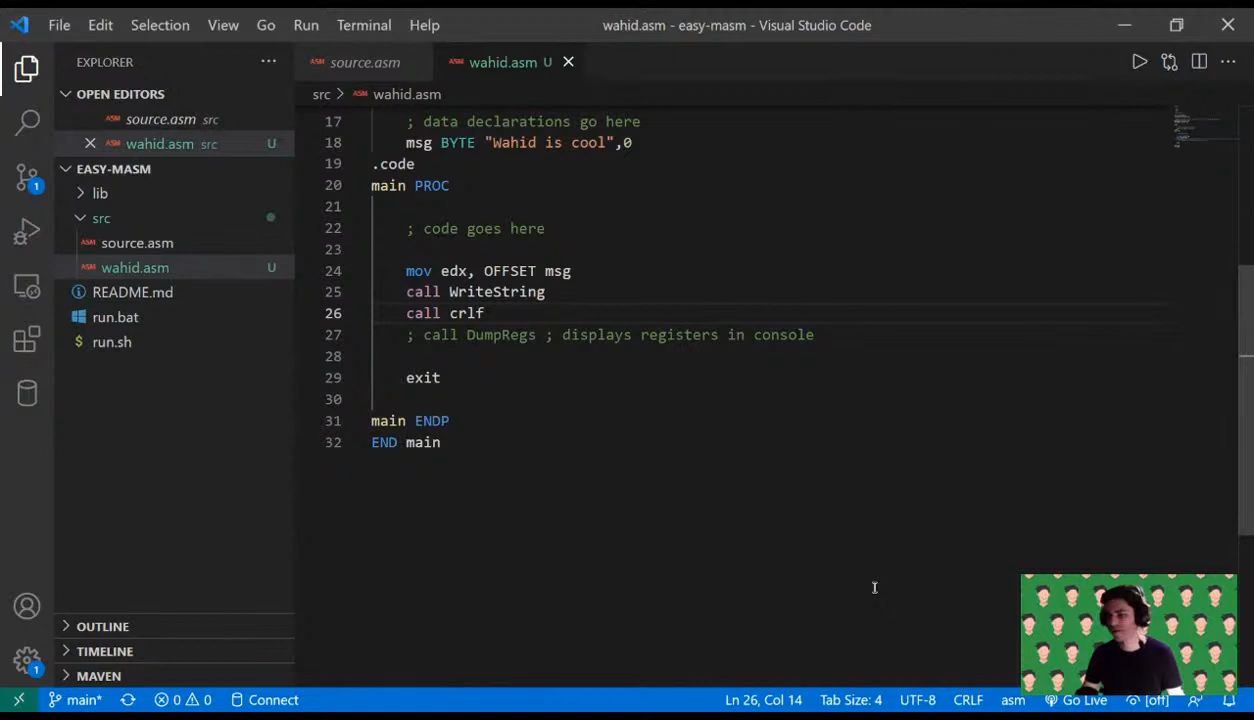 File Edit Selection View Go Run Terminal Help wahid.asm - easy-masm - Visual Studio Code
EXPLORER
OPEN EDITORS
source.asm src
wahid.asm src U
EASY-MASM
lib
src
source.asm
wahid.asm U
README.md
run.bat
run.sh
OUTLINE
TIMELINE
MAVEN
1
1
source.asm wahid.asm U
src > wahid.asm
17 ; data declarations go here
18 msg BYTE "Wahid is cool",0
19 .code
20 main PROC
21
22 ; code goes here
23
24 mov edx, OFFSET msg
25 call WriteString
26 call crlf
27 ; call DumpRegs ; displays registers in console
28
29 exit
30
31 main ENDP
32 END main
main* 0 0 Connect Ln 26, Col 14 Tab Size: 4 UTF-8 CRLF asm Go Live [off]